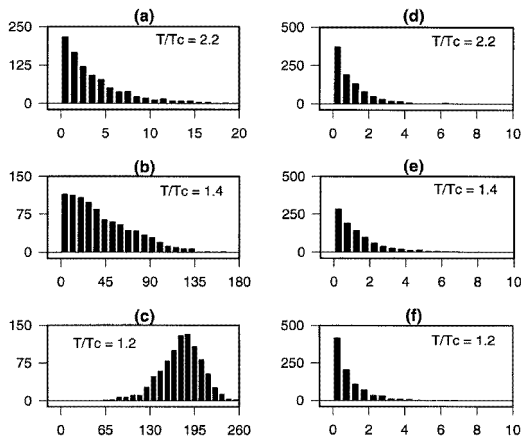 (a)
T/Tc = 2.2
250
125
0
0 5 10 15 20
(d)
T/Tc = 2.2
500
250
0
0 2 4 6 8 10
(b)
T/Tc = 1.4
150
75
0
0 45 90 135 180
(e)
T/Tc = 1.4
500
250
0
0 2 4 6 8 10
(c)
T/Tc = 1.2
150
75
0
0 65 130 195 260
(f)
T/Tc = 1.2
500
250
0
0 2 4 6 8 10